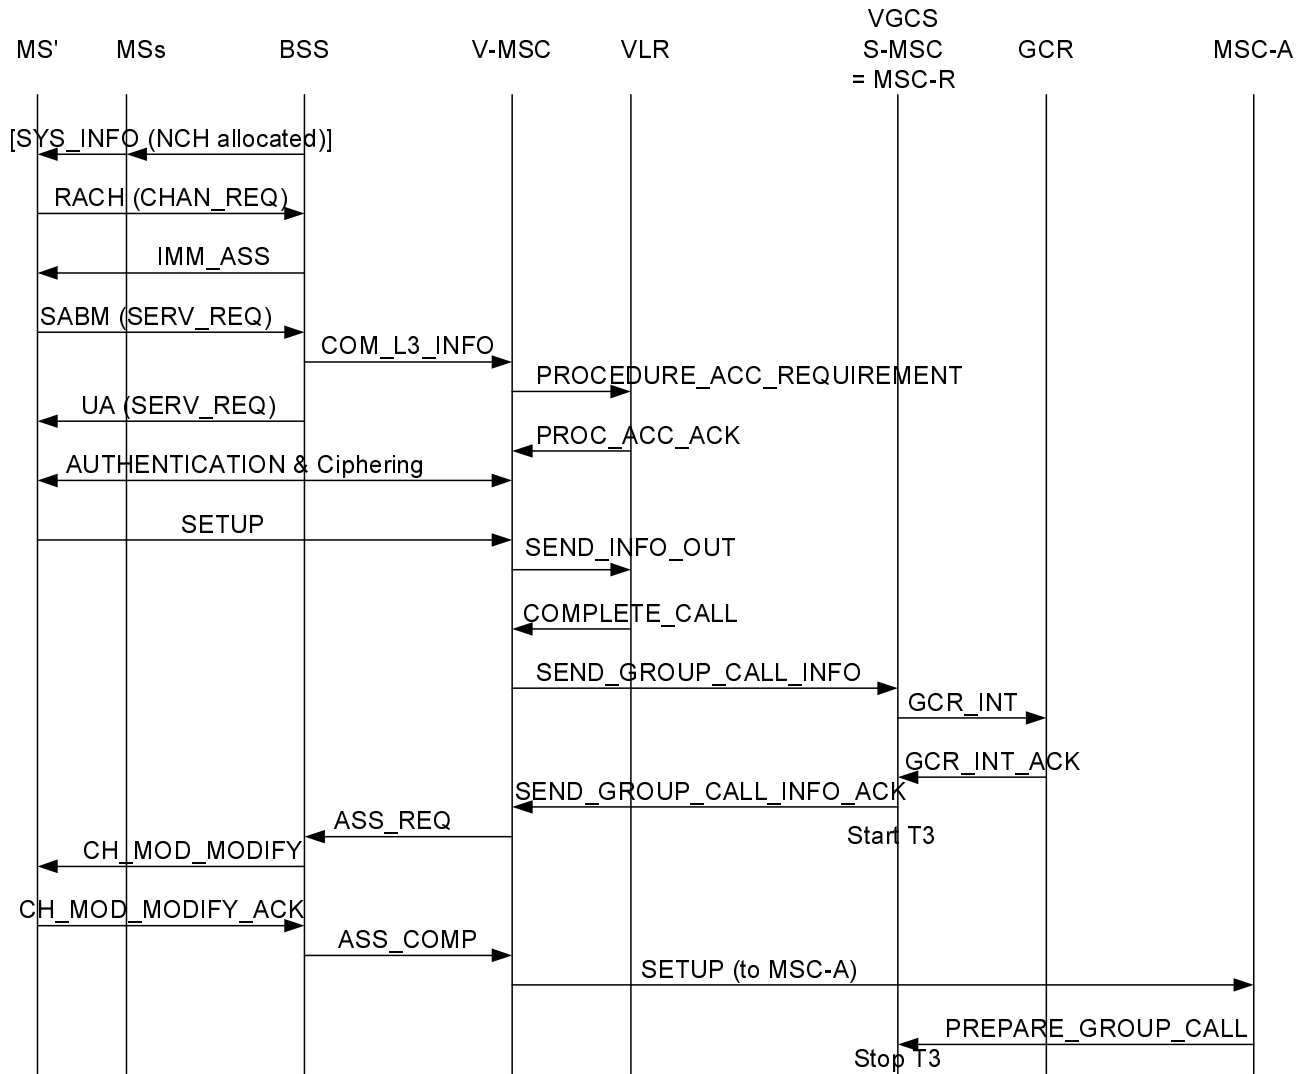 VGCS
MS' MSs BSS V-MSC VLR S-MSC GCR MSC-A
= MSC-R
[SYS_INFO (NCH allocated)]
RACH (CHAN_REQ)
IMM_ASS
SABM (SERV_REQ)
COM_L3_INFO
PROCEDURE_ACC_REQUIREMENT
UA (SERV_REQ)
PROC_ACC_ACK
AUTHENTICATION & Ciphering
SETUP
SEND_INFO_OUT
COMPLETE_CALL
SEND_GROUP_CALL_INFO
GCR_INT
GCR_INT_ACK
SEND_GROUP_CALL_INFO_ACK
ASS_REQ
Start T3
CH_MOD_MODIFY
CH_MOD_MODIFY_ACK
ASS_COMP
SETUP (to MSC-A)
PREPARE_GROUP_CALL
Stop T3